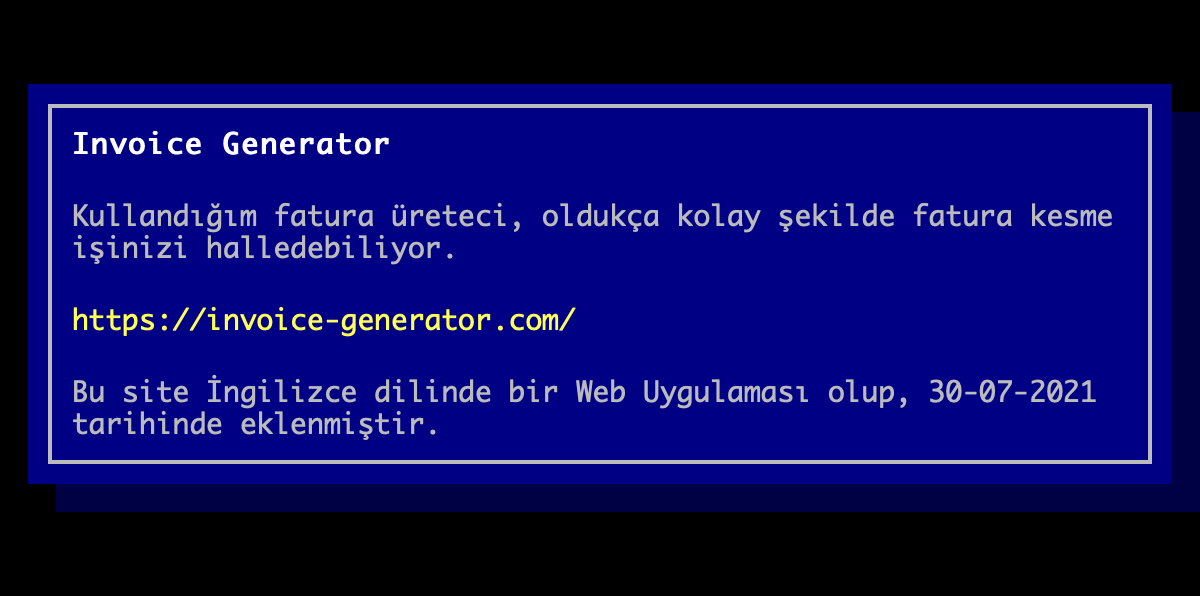 Invoice Generator
Kullandığım fatura üreteci, oldukça kolay şekilde fatura kesme
işinizi halledebiliyor.
https://invoice-generator.com/
Bu site İngilizce dilinde bir Web Uygulaması olup, 30-07-2021
tarihinde eklenmiştir.